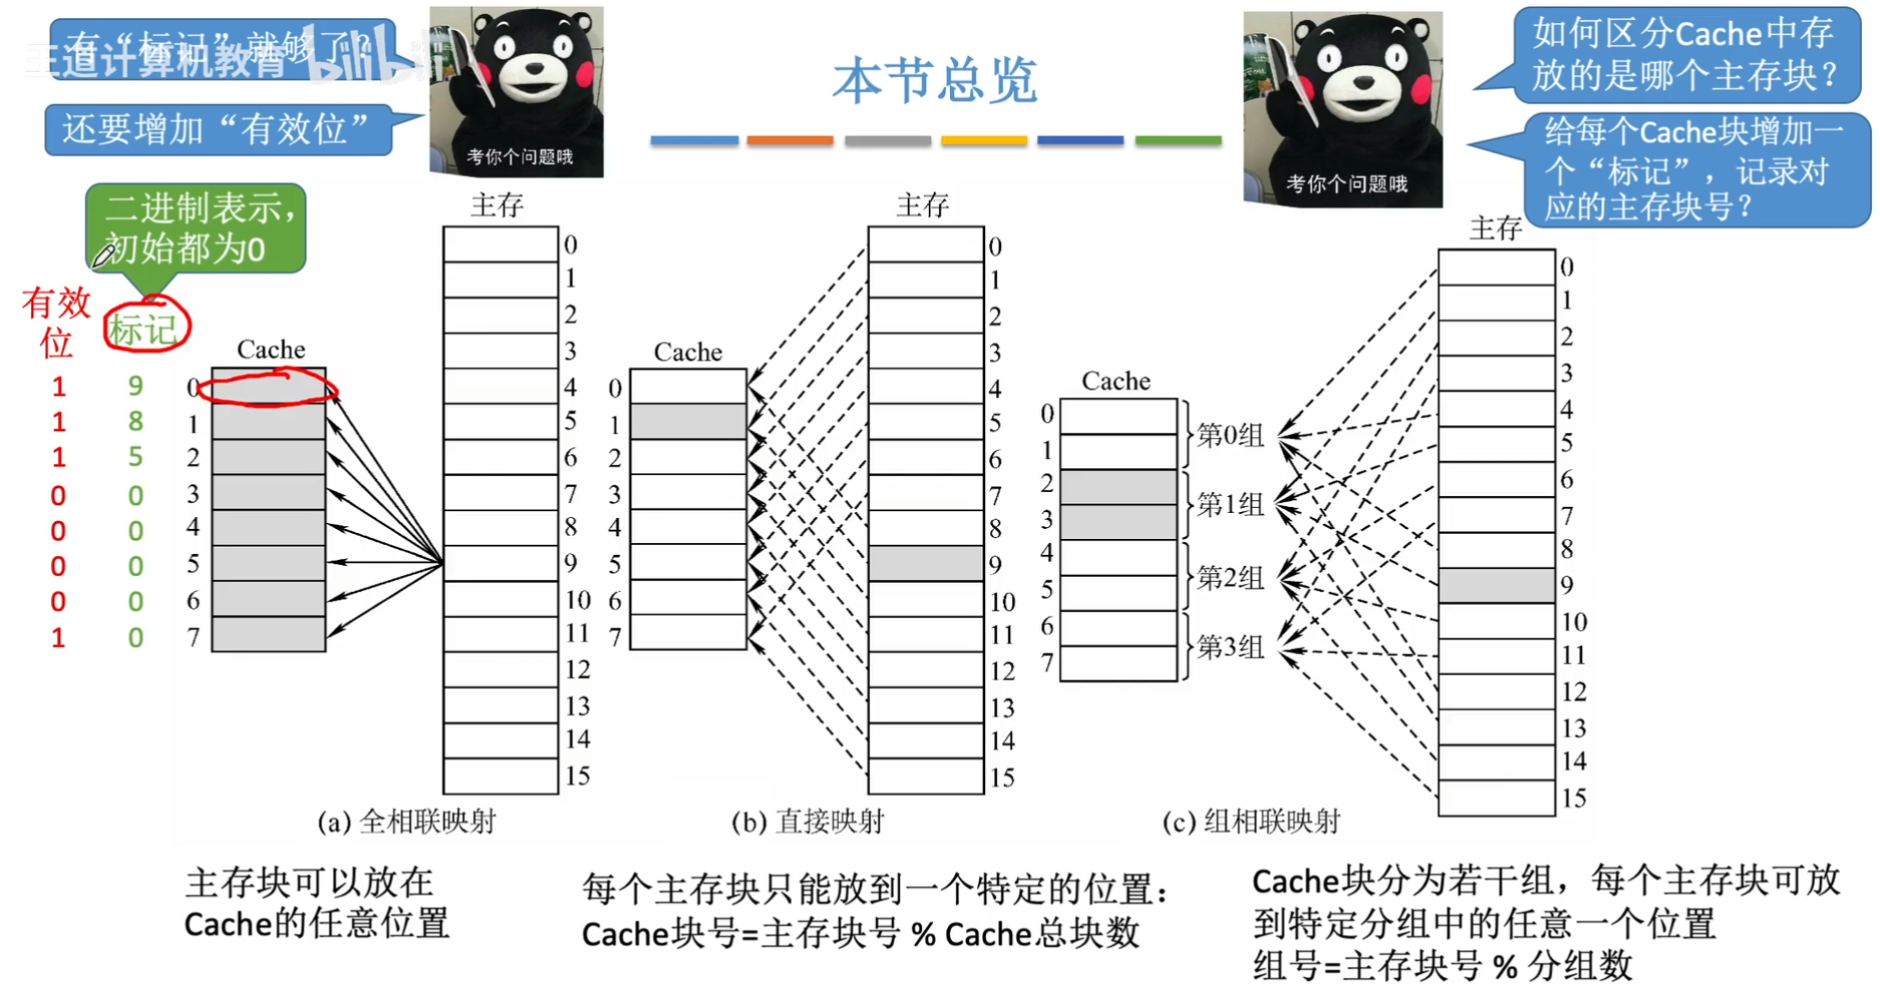 有“标记”就够了？
王道计算机教育 bilibili
还要增加“有效位”
考你个问题哦
本节总览
考你个问题哦
如何区分Cache中存
放的是哪个主存块？
给每个Cache块增加一
个“标记”，记录对
应的主存块号？
二进制表示，
初始都为0
有效
位
标记
Cache
1 9 0
1 8 1
1 5 2
0 0 3
0 0 4
0 0 5
0 0 6
1 0 7
主存
0
1
2
3
4
5
6
7
8
9
10
11
12
13
14
15
(a) 全相联映射
主存块可以放在
Cache的任意位置
Cache
0
1
2
3
4
5
6
7
主存
0
1
2
3
4
5
6
7
8
9
10
11
12
13
14
15
(b) 直接映射
每个主存块只能放到一个特定的位置：
Cache块号=主存块号 % Cache总块数
Cache
0
1
2
3
4
5
6
7
第0组
第1组
第2组
第3组
主存
0
1
2
3
4
5
6
7
8
9
10
11
12
13
14
15
(c) 组相联映射
Cache块分为若干组，每个主存块可放
到特定分组中的任意一个位置
组号=主存块号 % 分组数